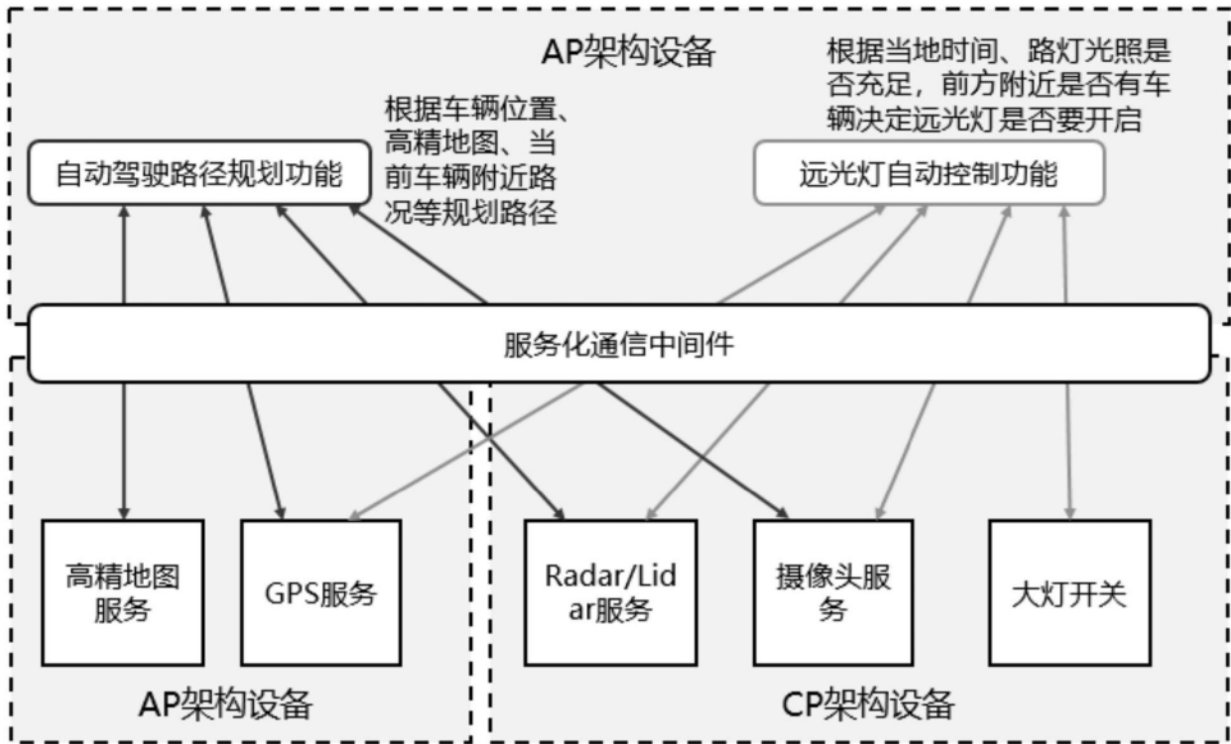 AP架构设备
根据当地时间、路灯光照是
否充足，前方附近是否有车
辆决定远光灯是否要开启
根据车辆位置、
高精地图、当
前车辆附近路
况等规划路径
自动驾驶路径规划功能
远光灯自动控制功能
服务化通信中间件
高精地图
服务
GPS服务
Radar/Lid
ar服务
摄像头服
务
大灯开关
AP架构设备
CP架构设备